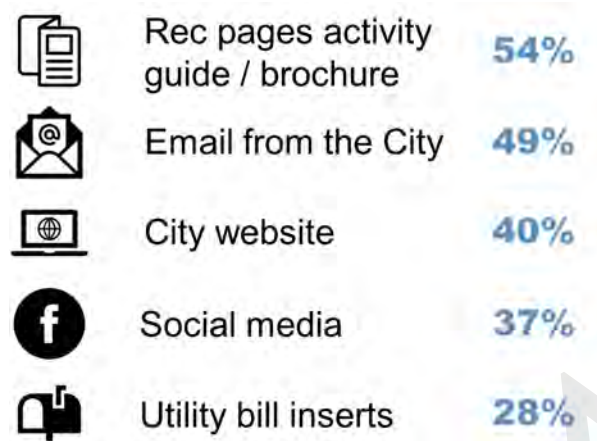 Rec pages activity
guide / brochure
54%
@
Email from the City
49%
City website
40%
f
Social media
37%
Utility bill inserts
28%